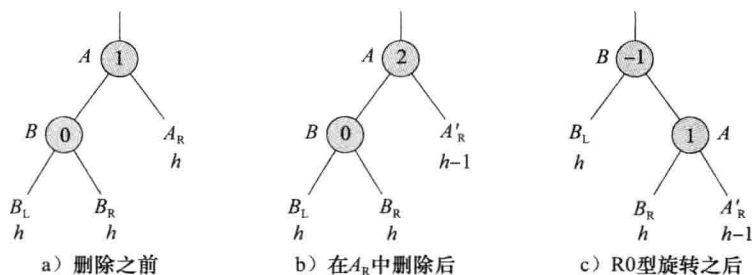 A 1
A 2
B -1
B 0
A_R
h
B 0
A'_R
h-1
B_L
h
1 A
B_L
h
B_R
h
B_L
h
B_R
h
B_R
h
A'_R
h-1
a) 删除之前
b) 在A_R中删除后
c) R0型旋转之后